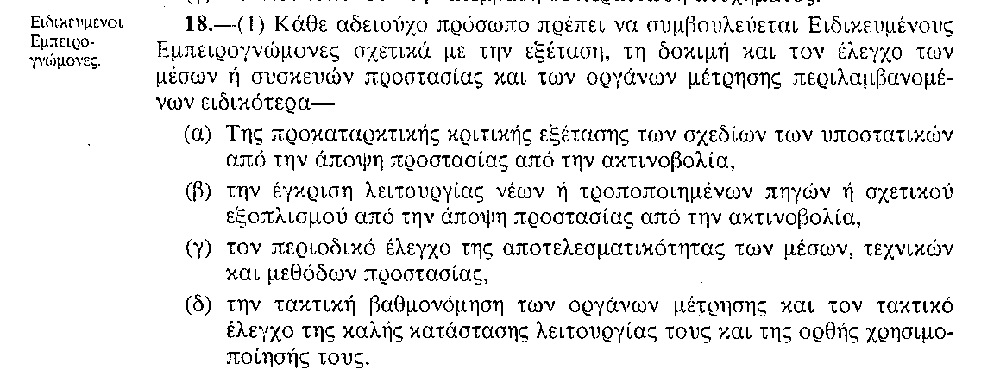 Ειδικευμένοι
Εμπειρο-
γνώμονες.
18.—(1) Κάθε αδειούχο πρόσωπο πρέπει να συμβουλεύεται Ειδικευμένους
Εμπειρογνώμονες σχετικά με την εξέταση, τη δοκιμή και τον έλεγχο των
μέσων ή συσκευών προστασίας και των οργάνων μέτρησης περιλαμβανομέ-
νων ειδικότερα—
(α) Της προκαταρκτικής κριτικής εξέτασης των σχεδίων των υποστατικών
από την άποψη προστασίας από την ακτινοβολία,
(β) την έγκριση λειτουργίας νέων ή τροποποιημένων πηγών ή σχετικού
εξοπλισμού από την άποψη προστασίας από την ακτινοβολία,
(γ) τον περιοδικό έλεγχο της αποτελεσματικότητας των μέσων, τεχνικών
και μεθόδων προστασίας,
(δ) την τακτική βαθμονόμηση των οργάνων μέτρησης και τον τακτικό
έλεγχο της καλής κατάστασης λειτουργίας τους και της ορθής χρησιμο-
ποίησής τους.